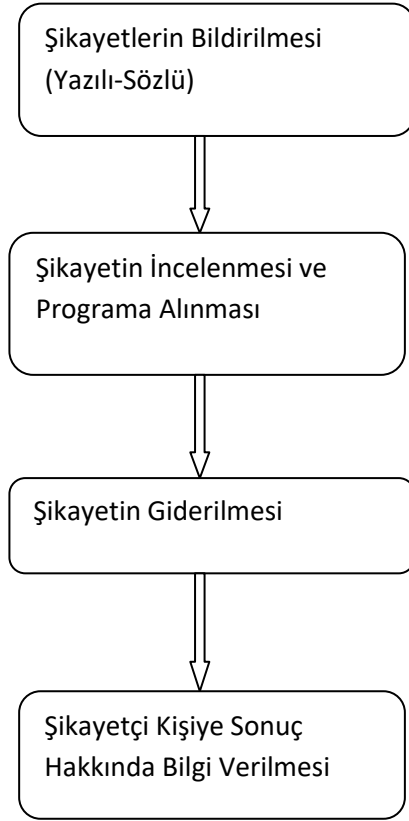 Şikayetlerin Bildirilmesi
(Yazılı-Sözlü)
Şikayetin İncelenmesi ve
Programa Alınması
Şikayetin Giderilmesi
Şikayetçi Kişiye Sonuç
Hakkında Bilgi Verilmesi